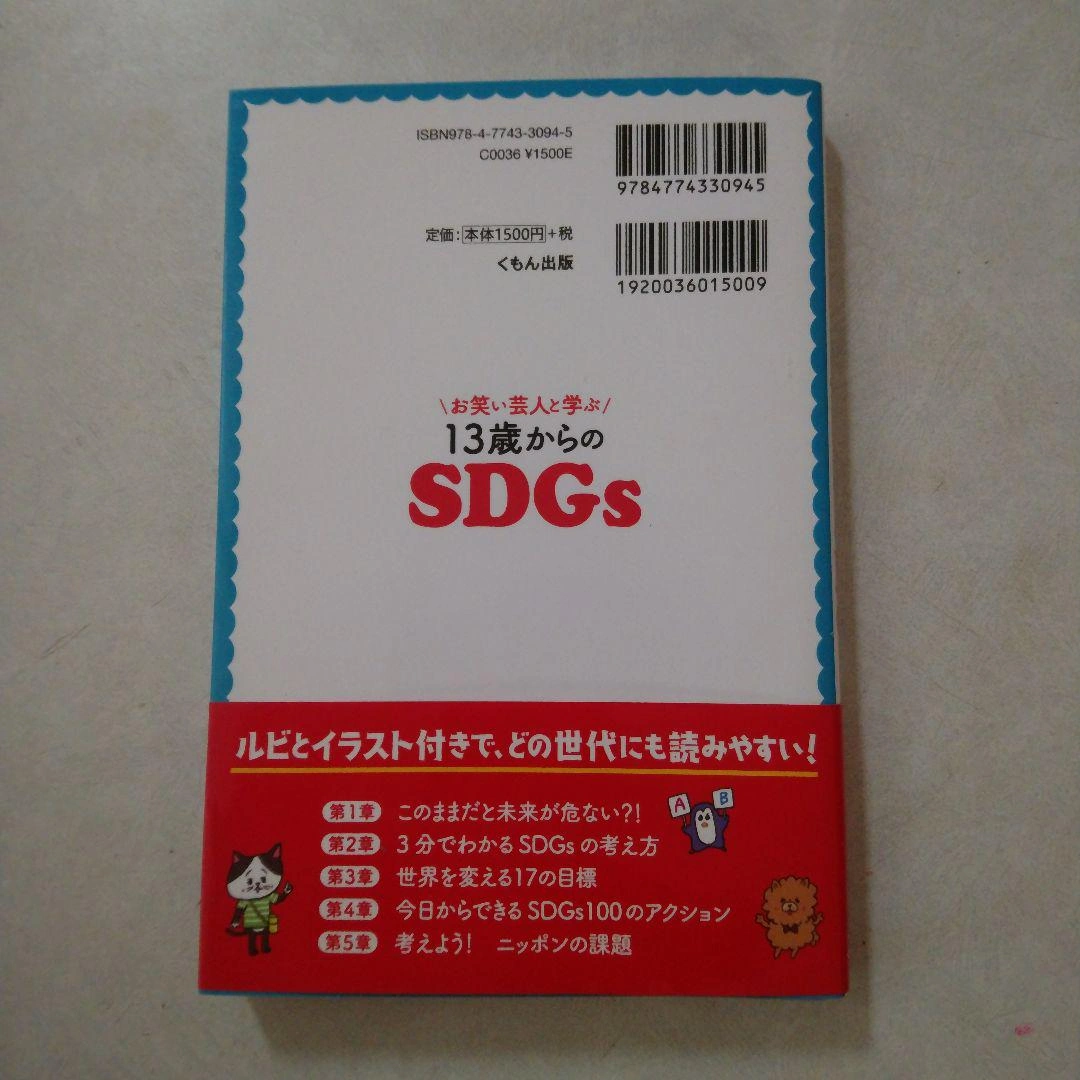 ISBN978-4-7743-3094-5
C0036 ¥1500E
9784774330945
定価：本体1500円+税
くもん出版
1920036015009
\お笑い芸人と学ぶ/
13歳からの
SDGs
ルビとイラスト付きで、どの世代にも読みやすい！
A B
第1章 このままだと未来が危ない？！
第2章 3分でわかるSDGsの考え方
第3章 世界を変える17の目標
第4章 今日からできるSDGs100のアクション
第5章 考えよう！ ニッポンの課題